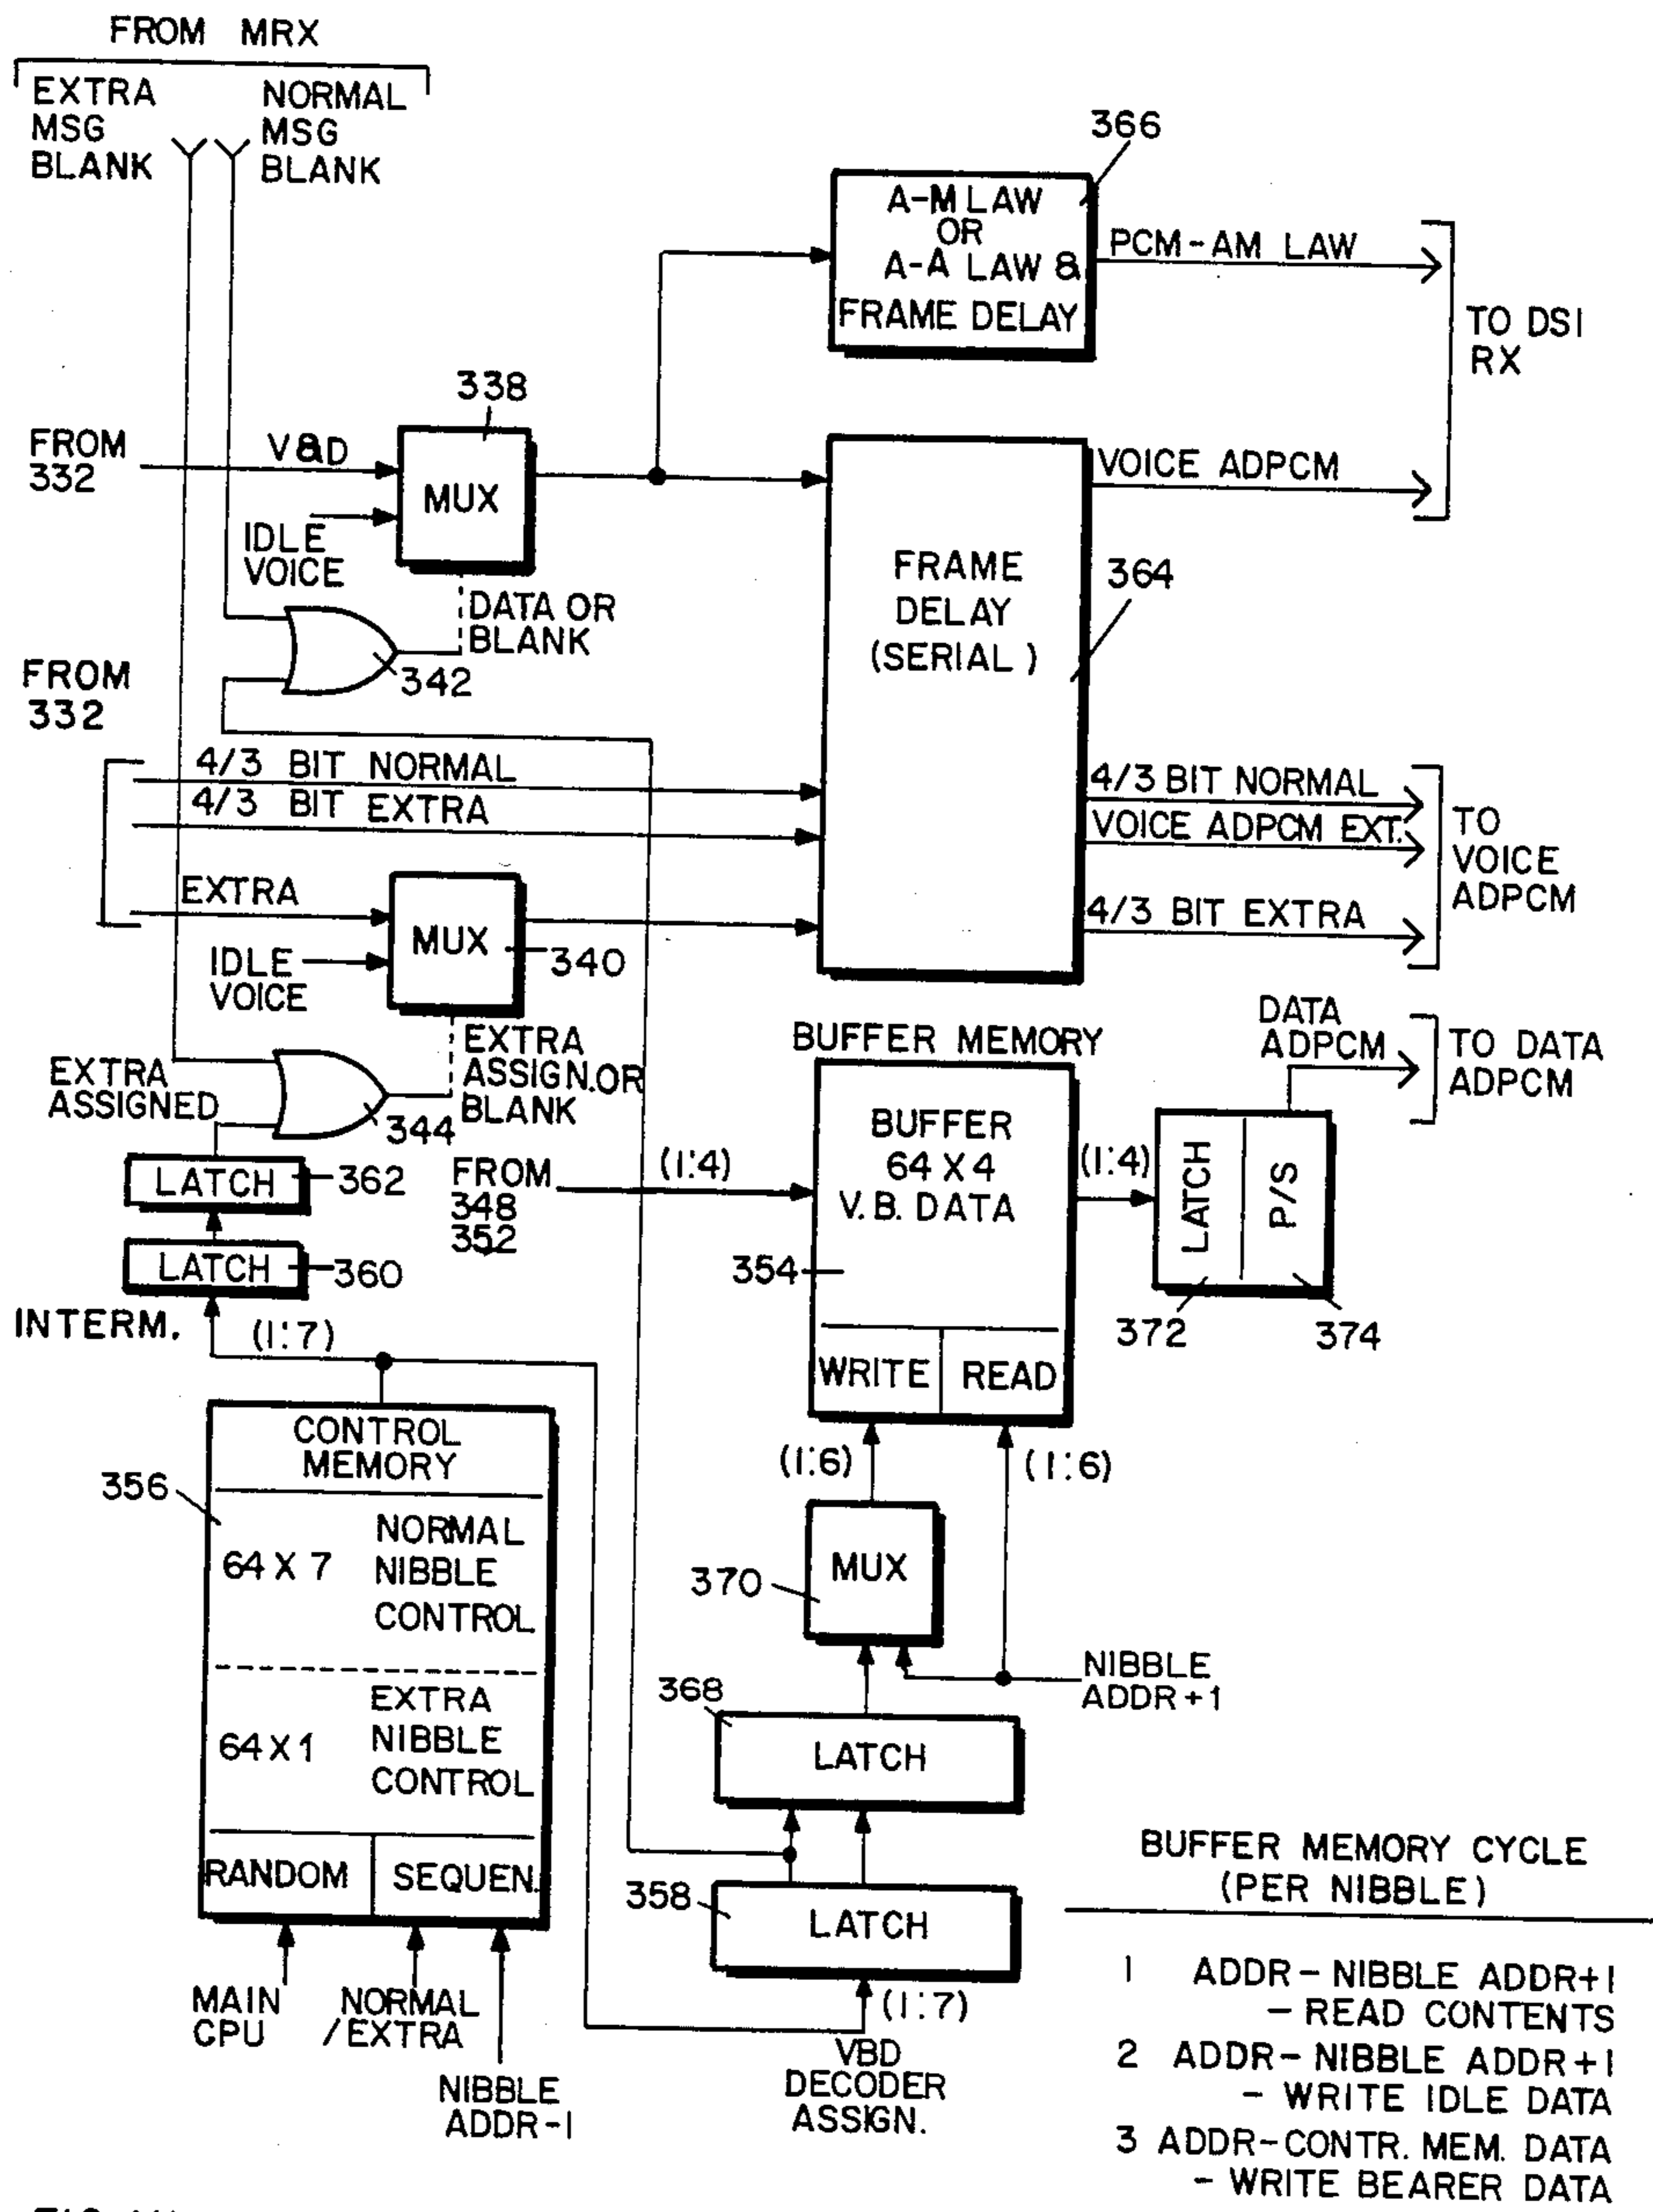 FROM MRX
EXTRA
MSG
BLANK
NORMAL
MSG
BLANK
366
A-M LAW
OR
A-A LAW &
FRAME DELAY
PCM-AM LAW
TO DSI
RX
338
FROM
332
V&D
MUX
IDLE
VOICE
VOICE ADPCM
FRAME
DELAY
(SERIAL)
364
DATA OR
BLANK
342
FROM
332
4/3 BIT NORMAL
4/3 BIT EXTRA
4/3 BIT NORMAL
VOICE ADPCM EXT.
4/3 BIT EXTRA
TO
VOICE
ADPCM
EXTRA
MUX
340
IDLE
VOICE
EXTRA
ASSIGN.OR
BLANK
EXTRA
ASSIGNED
344
LATCH
362
LATCH
360
INTERM.
(1:7)
BUFFER MEMORY
BUFFER
64 X 4
V.B. DATA
FROM
348
352
(1:4)
354
WRITE
READ
(1:4)
LATCH
P/S
372
374
DATA
ADPCM
TO DATA
ADPCM
CONTROL
MEMORY
356
64 X 7
NORMAL
NIBBLE
CONTROL
64 X 1
EXTRA
NIBBLE
CONTROL
RANDOM
SEQUEN.
MAIN
CPU
NORMAL
/EXTRA
NIBBLE
ADDR-1
(1:6)
(1:6)
MUX
370
NIBBLE
ADDR+1
368
LATCH
358
LATCH
(1:7)
VBD
DECODER
ASSIGN.
BUFFER MEMORY CYCLE
(PER NIBBLE)
1 ADDR-NIBBLE ADDR+1
- READ CONTENTS
2 ADDR-NIBBLE ADDR+1
- WRITE IDLE DATA
3 ADDR-CONTR. MEM. DATA
- WRITE BEARER DATA